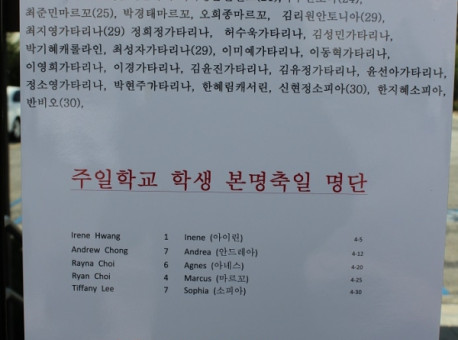 최준민마르꼬(25), 박경태마르꼬, 오희종마르꼬, 김리원안토니아(29),
최지영가타리나(29) 정희정가타리나, 허수옥가타리나, 김성민가타리나,
박기혜캐롤라인, 최성자가타리나(29), 이미예가타리나, 이동혁가타리나,
이영희가타리나, 이경가타리나, 김윤진가타리나, 김유정가타리나, 윤선아가타리나,
정소영가타리나, 박현주가타리나, 한혜림캐서린, 신현정소피아(30), 한지혜소피아,
반비오(30),
주일학교 학생 본명축일 명단
Irene Hwang 1 Inene (아이린) 4-5
Andrew Chong 7 Andrea (안드레아) 4-12
Rayna Choi 6 Agnes (아네스) 4-20
Ryan Choi 4 Marcus (마르꼬) 4-25
Tiffany Lee 7 Sophia (소피아) 4-30